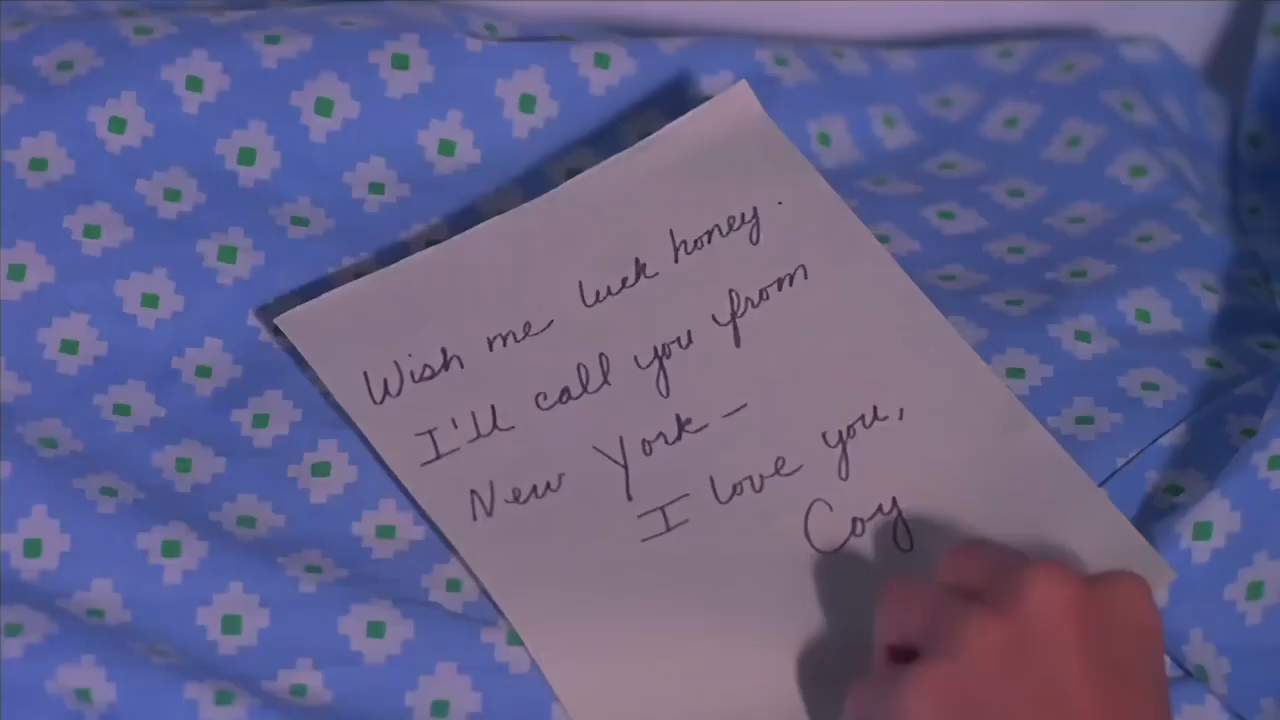 Wish me luck honey.
I'll call you from
New York -
I love you,
Coy